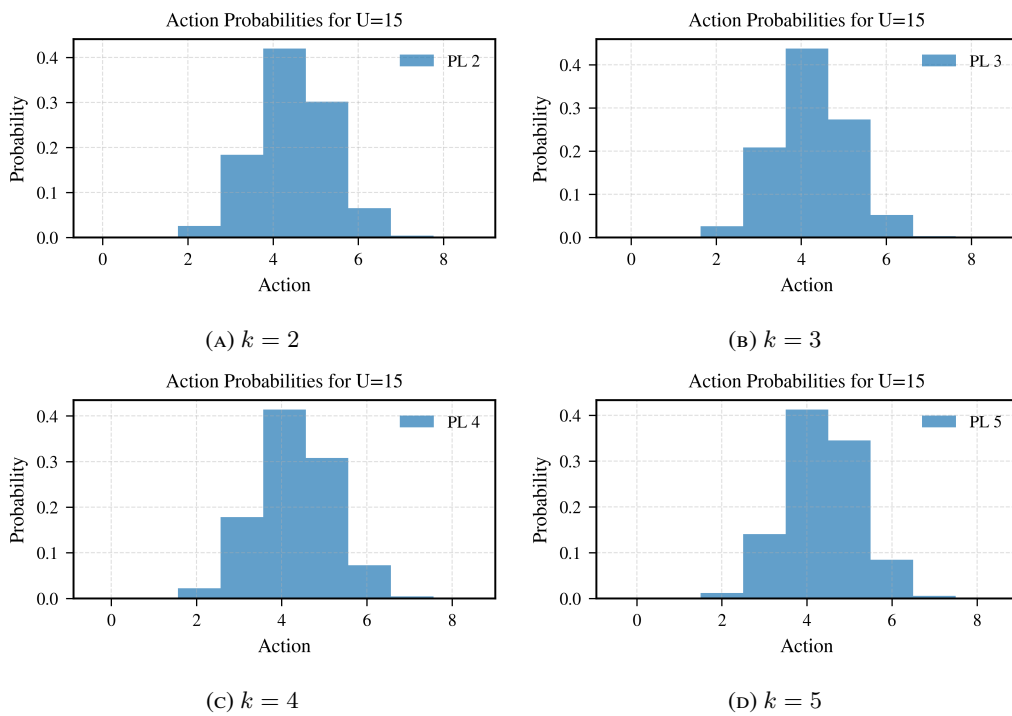 Action Probabilities for U=15
PL 2
Probability
0.4
0.3
0.2
0.1
0.0
0 2 4 6 8
Action
(A) k = 2
Action Probabilities for U=15
PL 3
Probability
0.4
0.3
0.2
0.1
0.0
0 2 4 6 8
Action
(B) k = 3
Action Probabilities for U=15
PL 4
Probability
0.4
0.3
0.2
0.1
0.0
0 2 4 6 8
Action
(C) k = 4
Action Probabilities for U=15
PL 5
Probability
0.4
0.3
0.2
0.1
0.0
0 2 4 6 8
Action
(D) k = 5